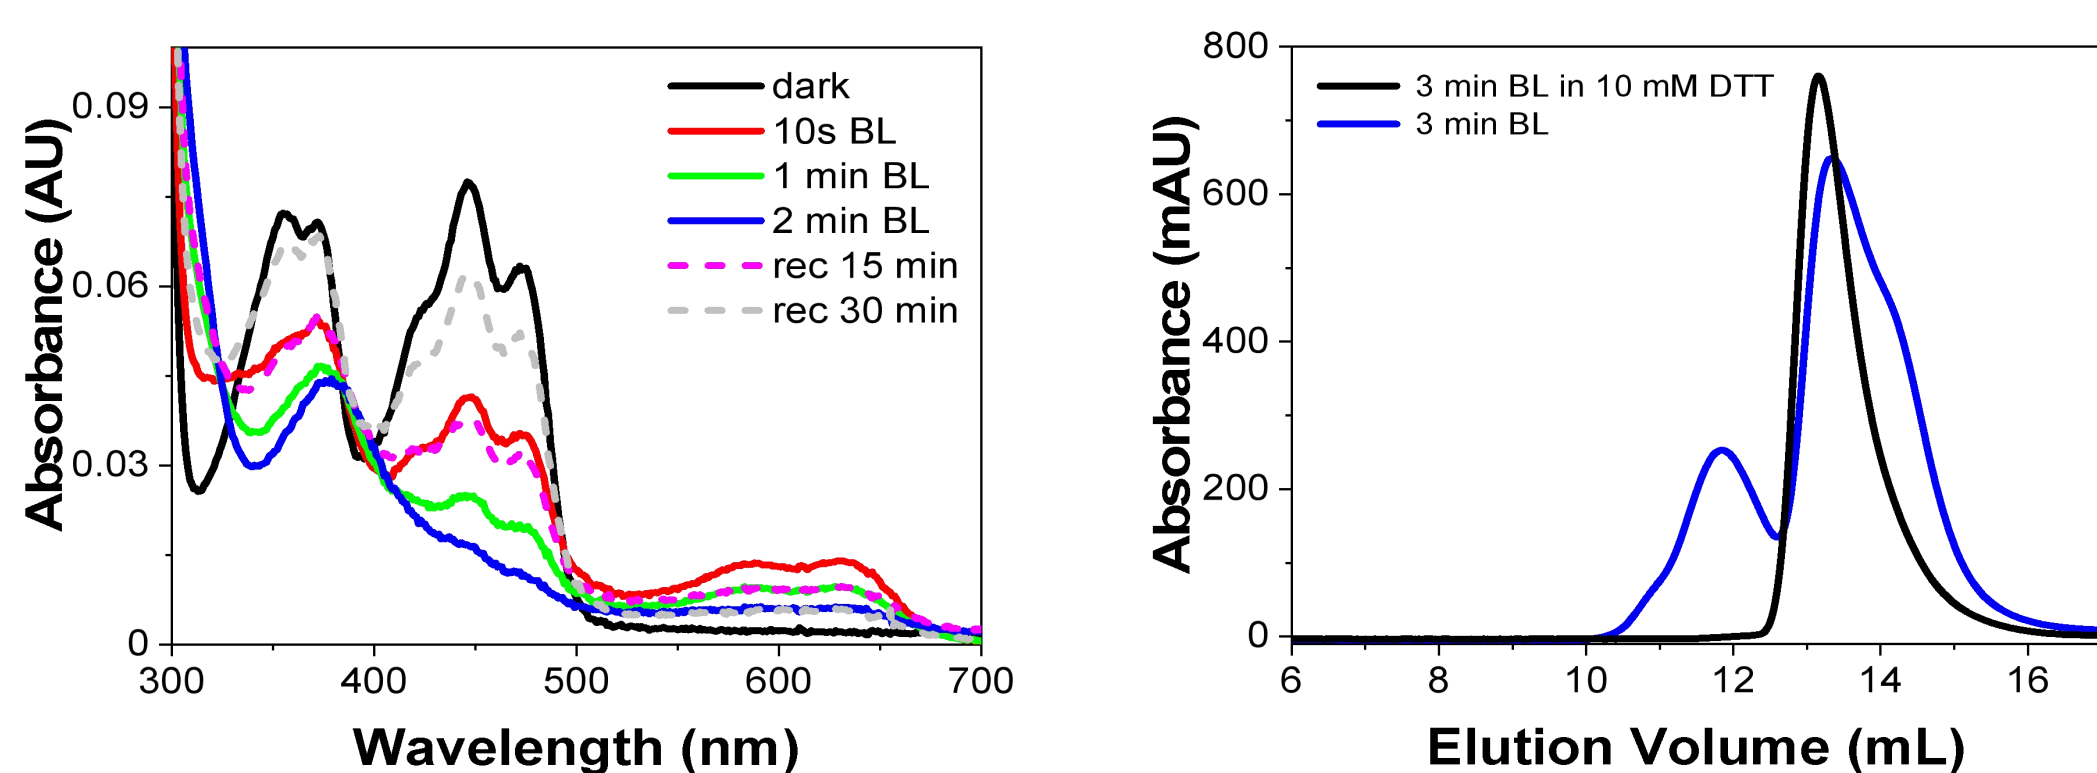 Absorbance (AU)
0.09
0.06
0.03
0
300 400 500 600 700
Wavelength (nm)
dark
10s BL
1 min BL
2 min BL
rec 15 min
rec 30 min
Absorbance (mAU)
800
600
400
200
0
6 8 10 12 14 16
Elution Volume (mL)
3 min BL in 10 mM DTT
3 min BL